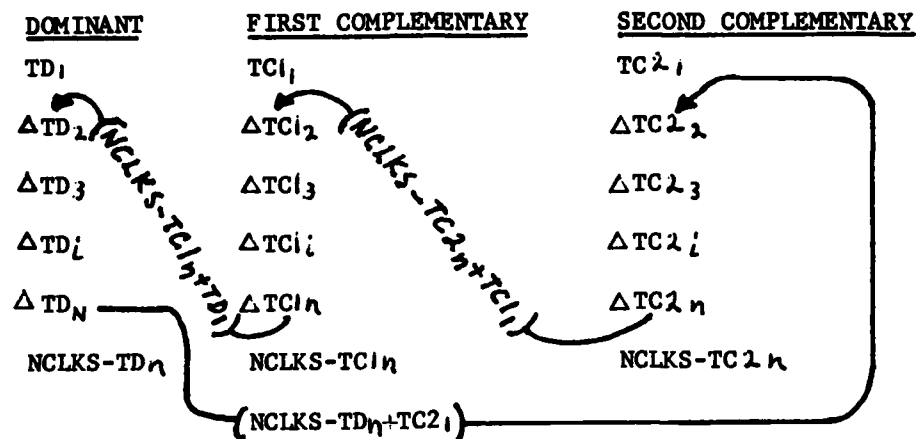 DOMINANT FIRST COMPLEMENTARY SECOND COMPLEMENTARY
TD₁ TC1₁ TC2₁
ΔTD₂ ΔTC1₂ ΔTC2₂
(NCLKS-TC1n+TD₁) (NCLKS-TC2n+TC1₁)
ΔTD₃ ΔTC1₃ ΔTC2₃
ΔTDi ΔTC1i ΔTC2i
ΔTDN ΔTC1n ΔTC2n
NCLKS-TDn NCLKS-TC1n NCLKS-TC2n
(NCLKS-TDn+TC2₁)